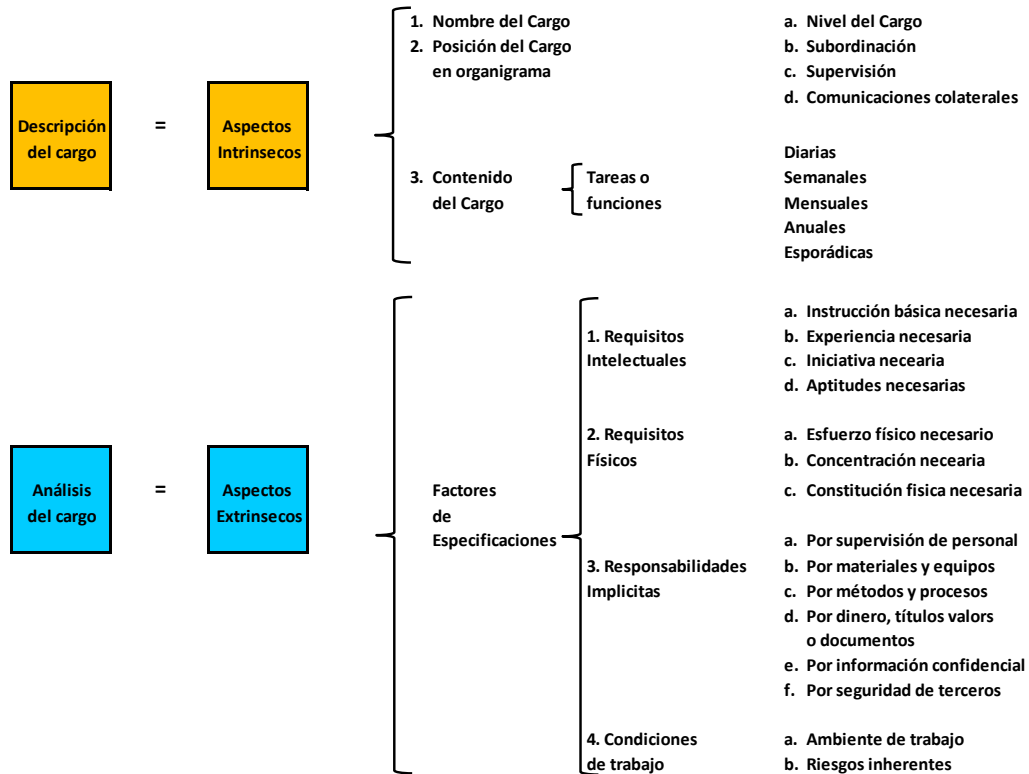 1. Nombre del Cargo
a. Nivel del Cargo
2. Posición del Cargo
en organigrama
b. Subordinación
c. Supervisión
d. Comunicaciones colaterales
Descripción
del cargo
=
Aspectos
Intrinsecos
3. Contenido
del Cargo
Tareas o
funciones
Diarias
Semanales
Mensuales
Anuales
Esporádicas
Análisis
del cargo
=
Aspectos
Extrinsecos
Factores
de
Especificaciones
1. Requisitos
Intelectuales
a. Instrucción básica necesaria
b. Experiencia necesaria
c. Iniciativa necearia
d. Aptitudes necesarias
2. Requisitos
Físicos
a. Esfuerzo físico necesario
b. Concentración necearia
c. Constitución fisica necesaria
3. Responsabilidades
Implicitas
a. Por supervisión de personal
b. Por materiales y equipos
c. Por métodos y procesos
d. Por dinero, títulos valors
o documentos
e. Por información confidencial
f. Por seguridad de terceros
4. Condiciones
de trabajo
a. Ambiente de trabajo
b. Riesgos inherentes